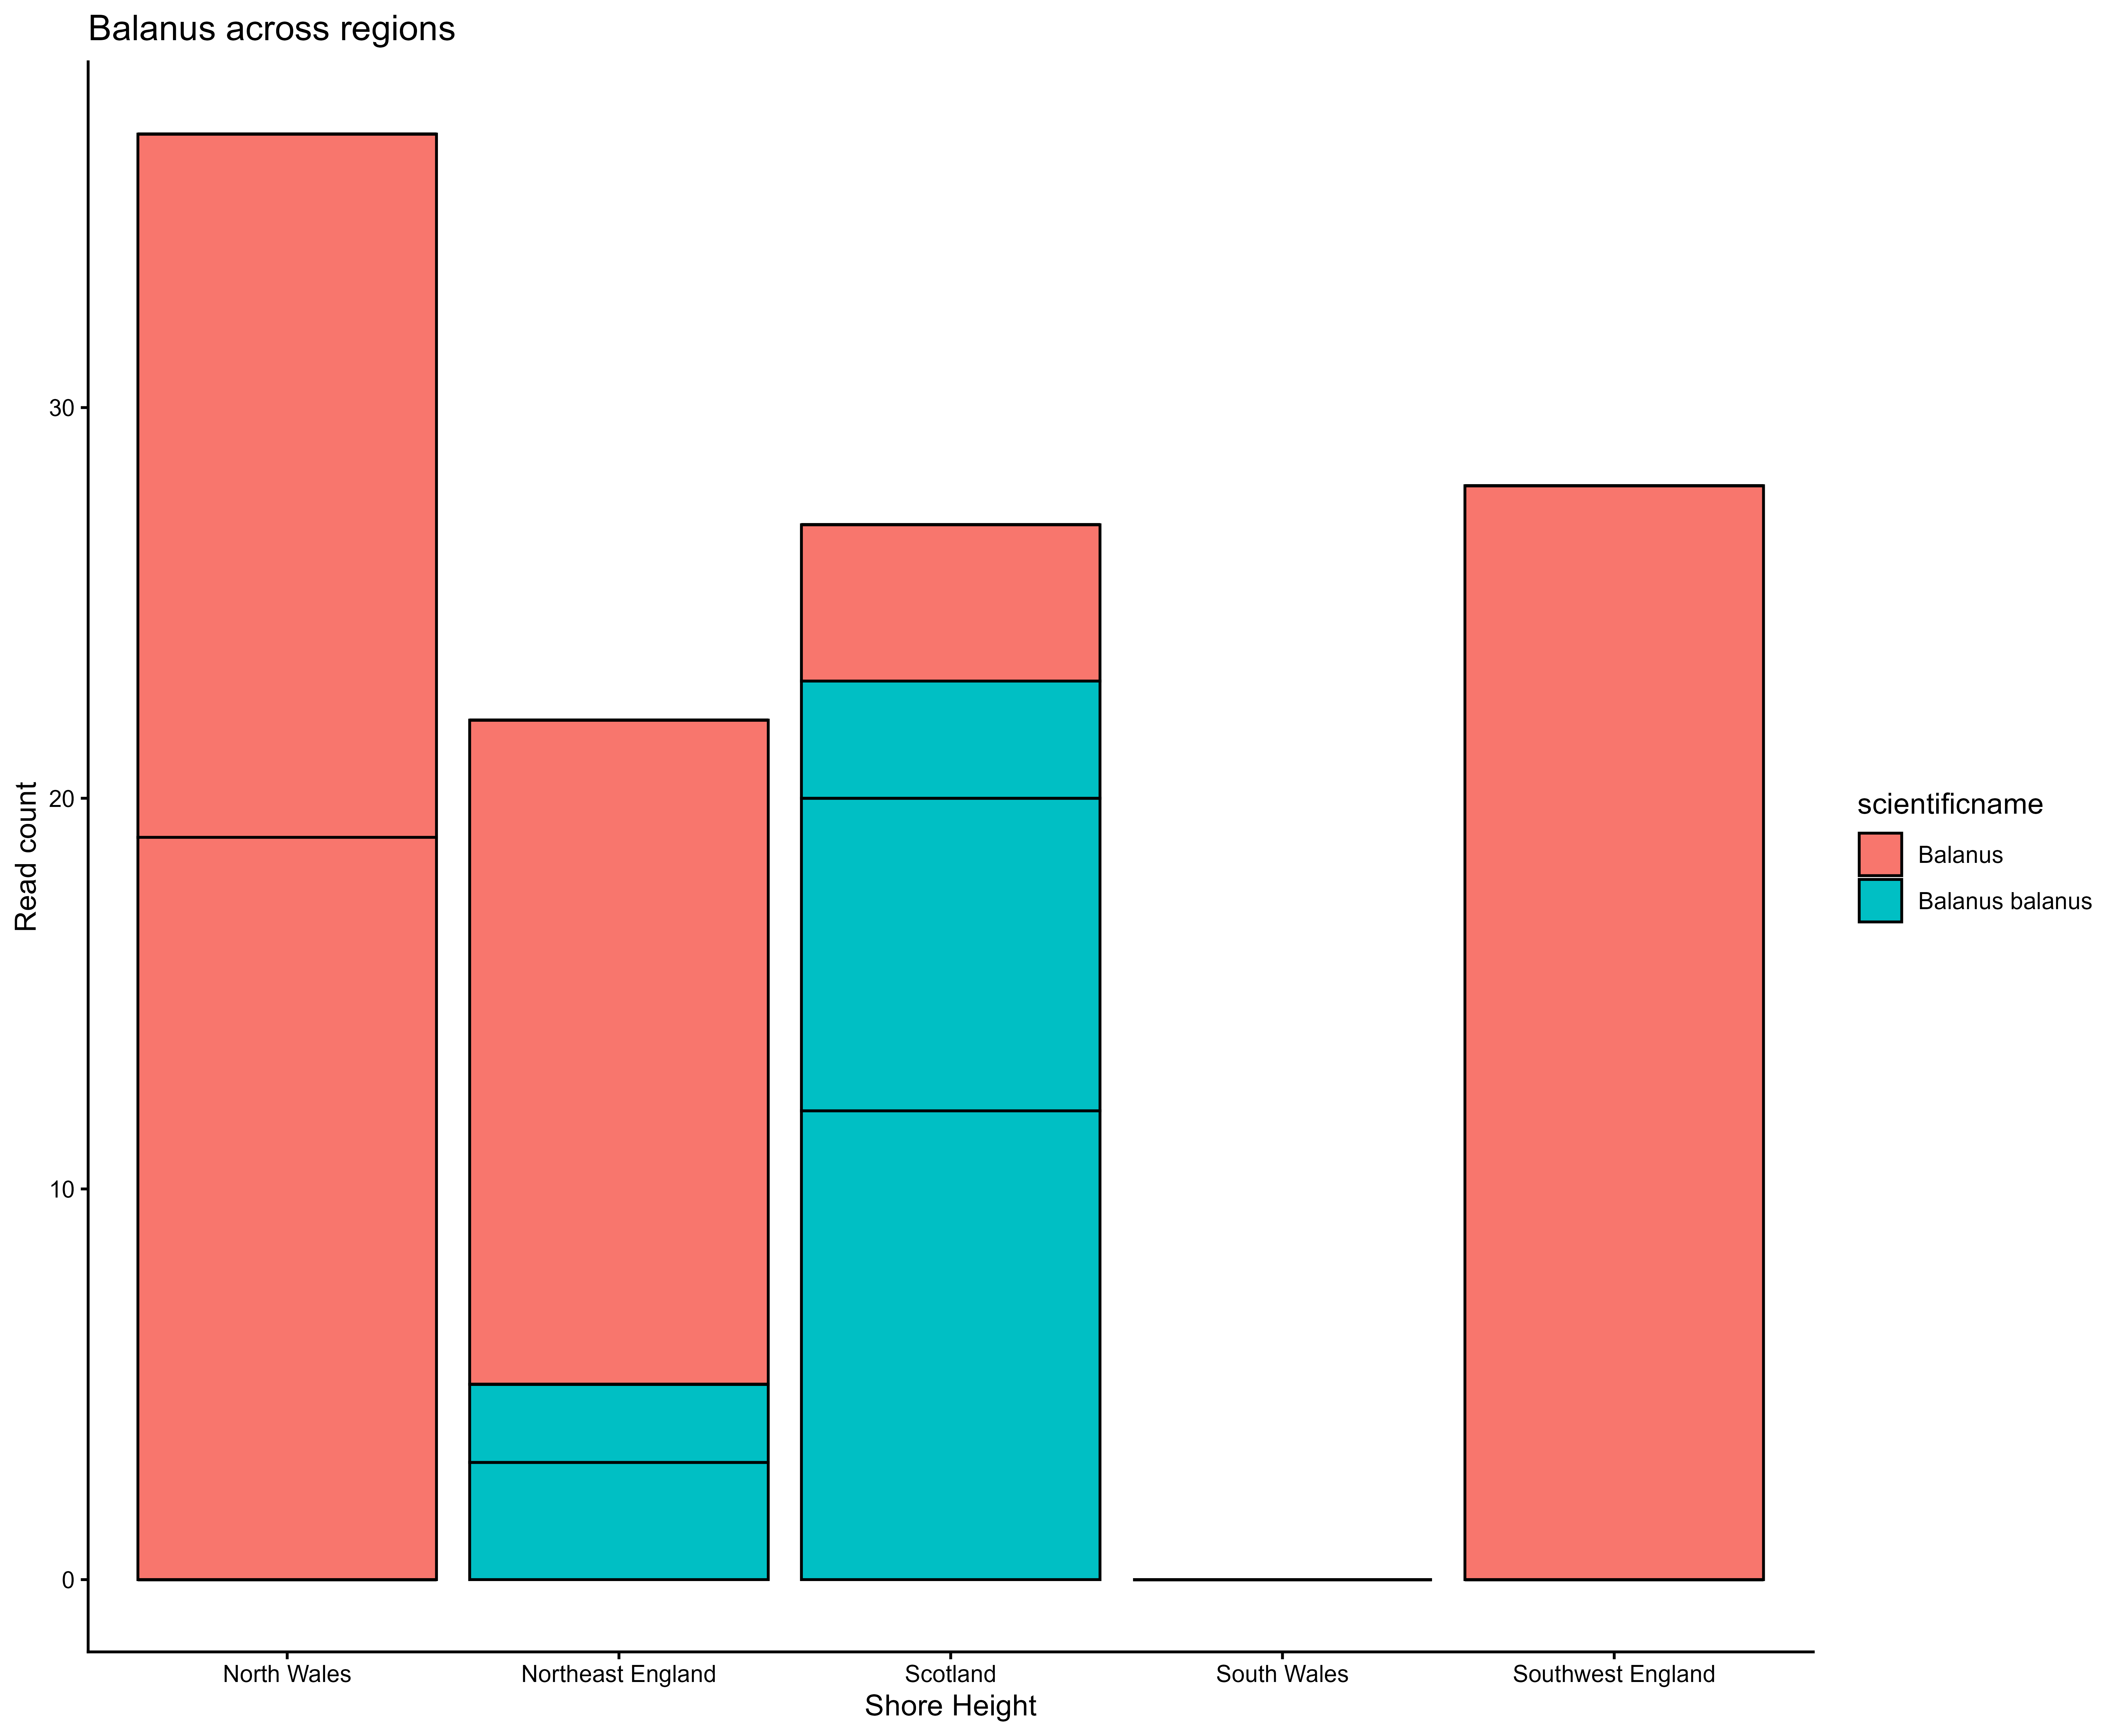 Balanus across regions
30
20
10
0
Read count
North Wales
Northeast England
Scotland
South Wales
Southwest England
Shore Height
scientificname
Balanus
Balanus balanus